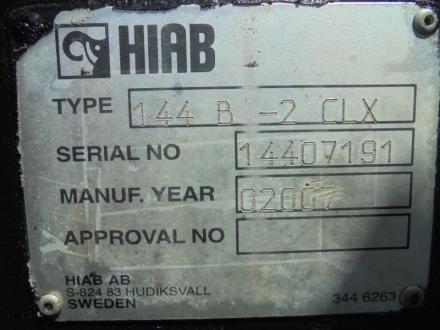 HIAB
TYPE 144 B -2 CLX
SERIAL NO 14407191
MANUF. YEAR 02007
APPROVAL NO
HIAB AB
S-824 83 HUDIKSVALL
SWEDEN 344 6263